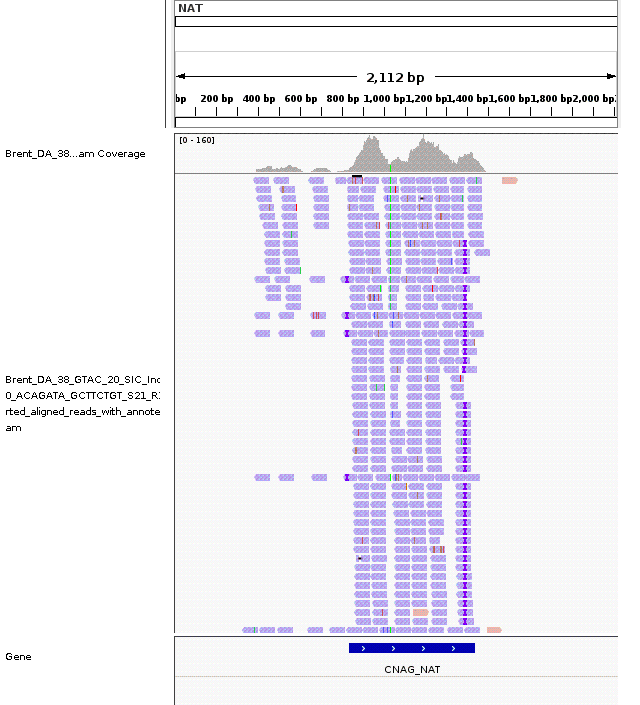 NAT
2,112 bp
bp 200 bp 400 bp 600 bp 800 bp 1,000 bp 1,200 bp 1,400 bp 1,600 bp 1,800 bp 2,000 bp
[0 - 160]
Brent_DA_38...am Coverage
Brent_DA_38_GTAC_20_SIC_Inc
0_ACAGATA_GCTTCTGT_S21_R
rted_aligned_reads_with_annote
am
Gene
CNAG_NAT